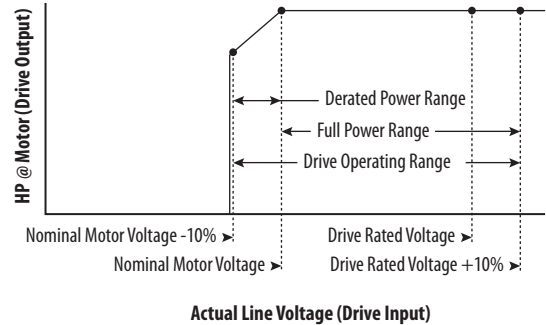 HP @ Motor (Drive Output)
Derated Power Range
Full Power Range
Drive Operating Range
Nominal Motor Voltage -10%
Drive Rated Voltage
Nominal Motor Voltage
Drive Rated Voltage +10%
Actual Line Voltage (Drive Input)